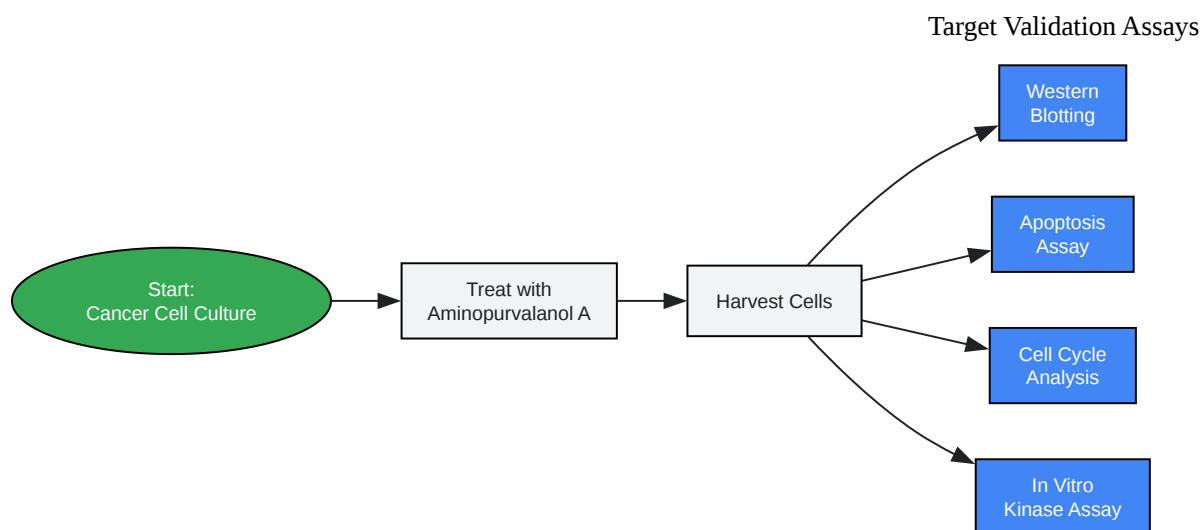 Target Validation Assays
Western
Blotting
Apoptosis
Assay
Start:
Cancer Cell Culture
Treat with
Aminopurvalanol A
Harvest Cells
Cell Cycle
Analysis
In Vitro
Kinase Assay